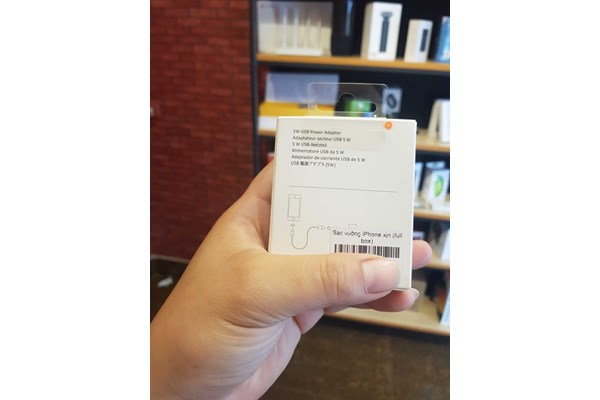 5W USB Power Adapter
Adaptateur secteur USB 5 W
5 W USB-Netzteil
Alimentatore USB da 5 W
Adaptador de corriente USB de 5 W
USB 電源アダプタ (5W)
Sạc vuông iPhone xịn (full
box)